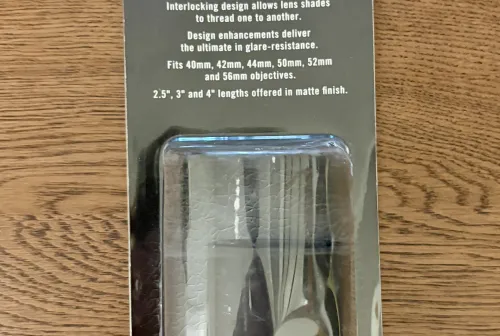 Interlocking design allows lens shades
to thread one to another.
Design enhancements deliver
the ultimate in glare-resistance.
Fits 40mm, 42mm, 44mm, 50mm, 52mm
and 56mm objectives.
2.5", 3" and 4" lengths offered in matte finish.